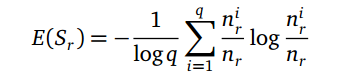 E(S_r) = -\frac{1}{\log q} \sum_{i=1}^{q} \frac{n_r^i}{n_r} \log \frac{n_r^i}{n_r}